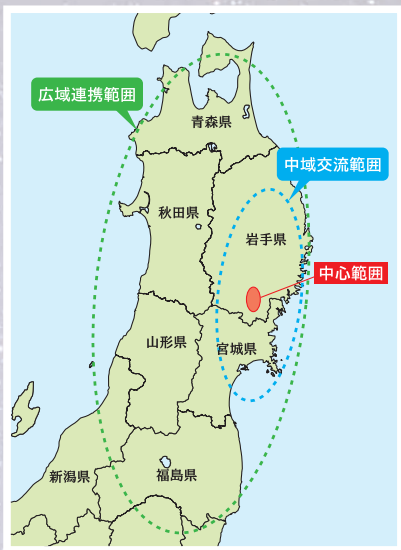 広域連携範囲
青森県
中域交流範囲
秋田県
岩手県
中心範囲
山形県
宮城県
新潟県
福島県